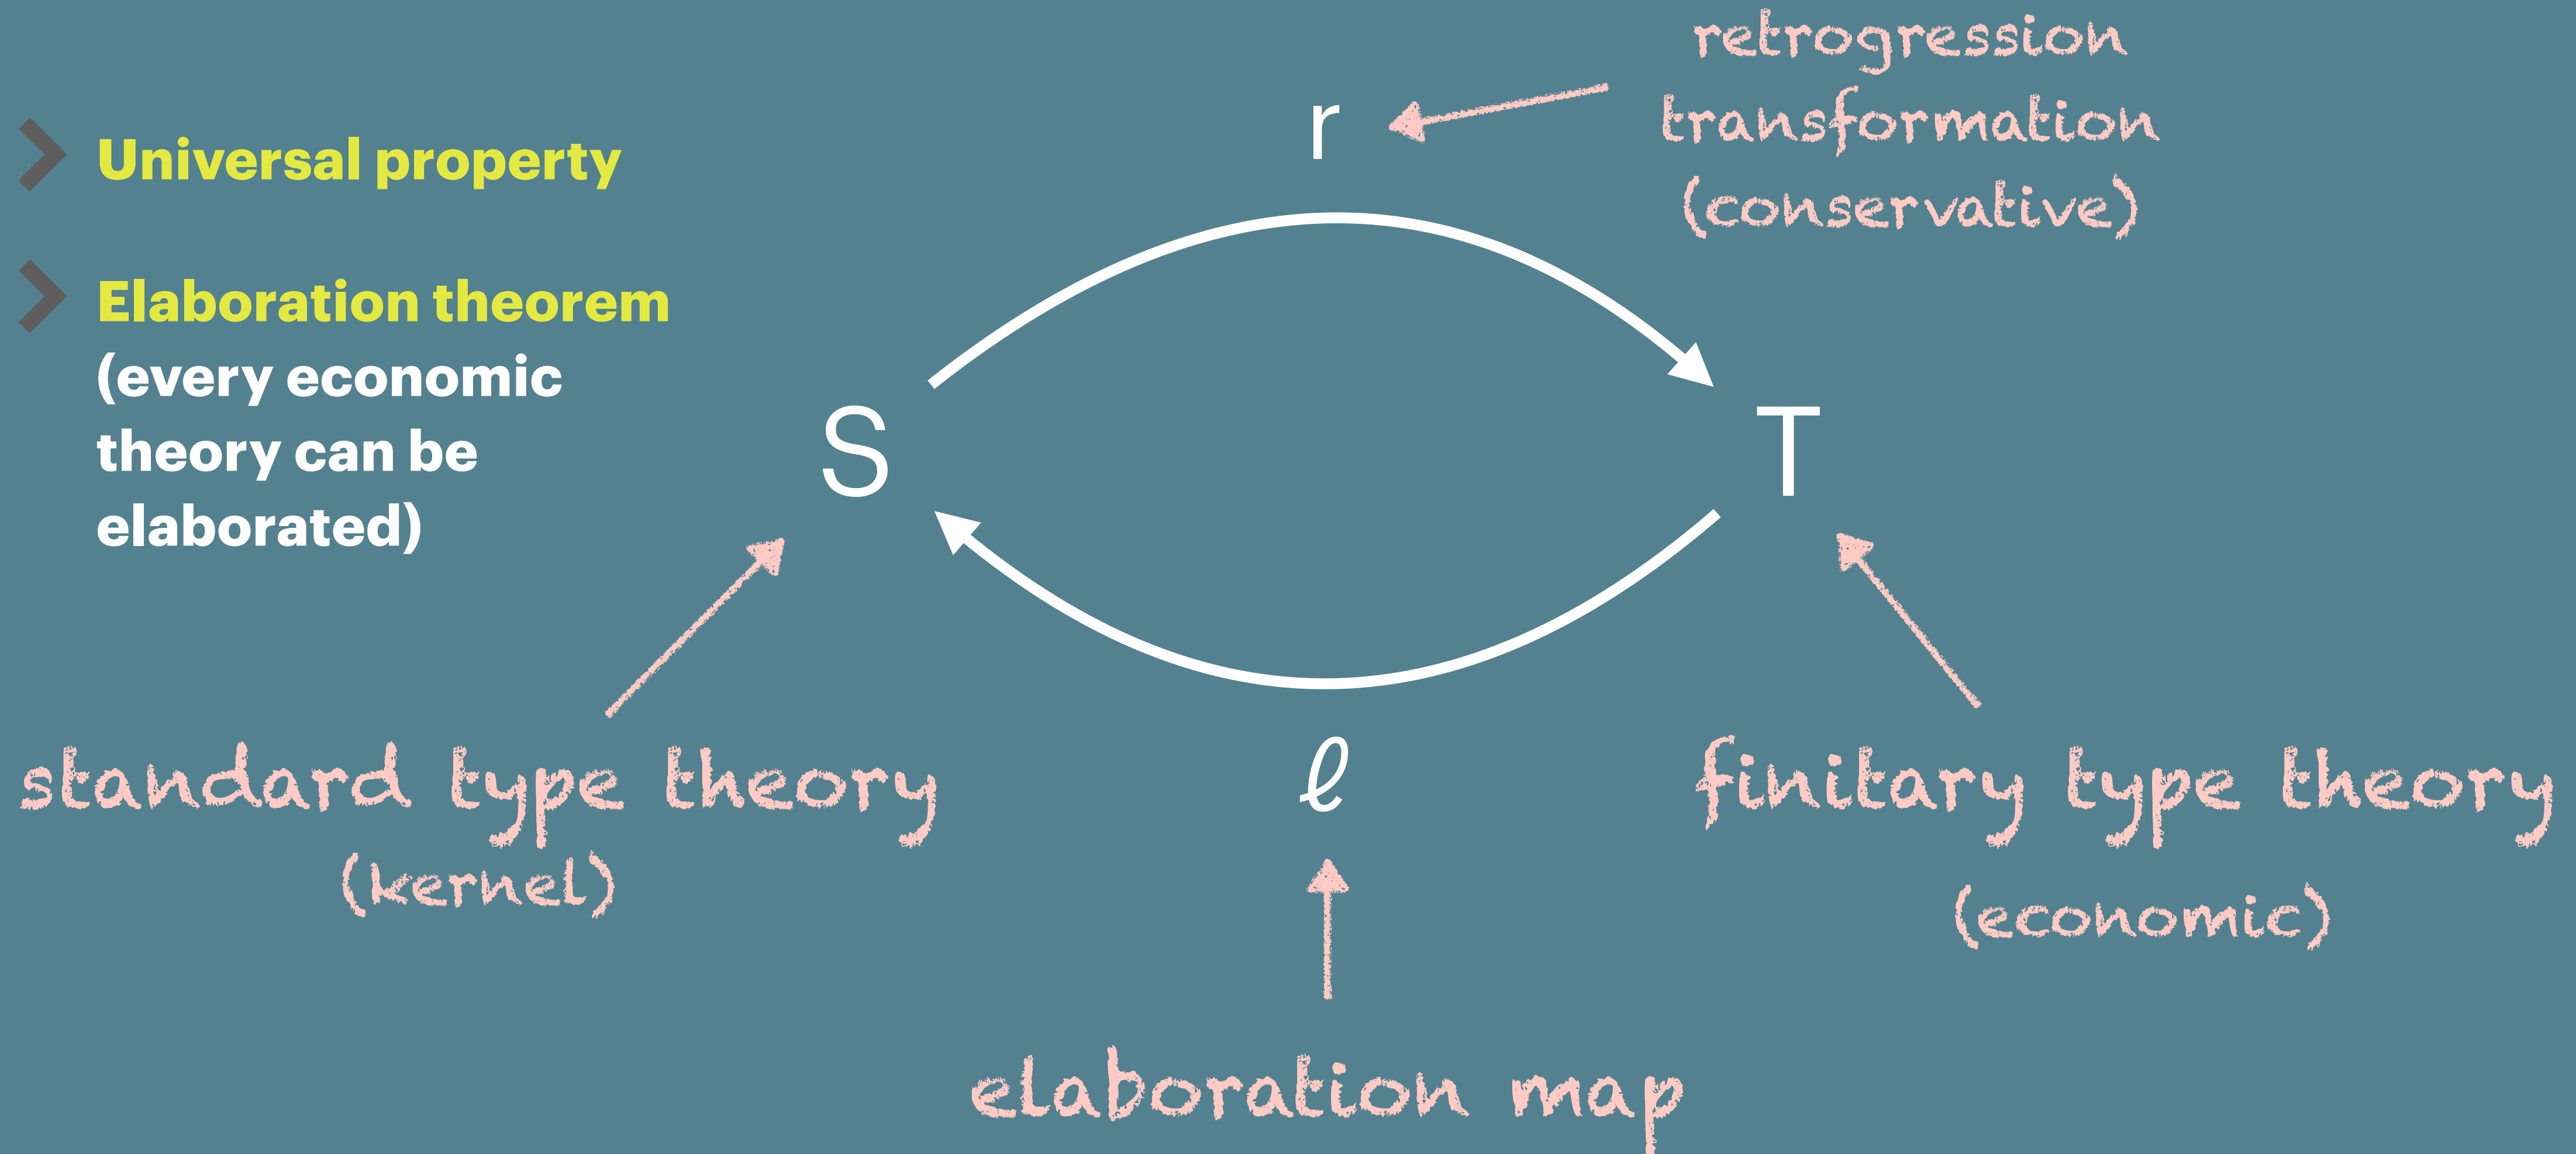 Universal property
Elaboration theorem
(every economic
theory can be
elaborated)
r
retrogression
transformation
(conservative)
S
T
standard type theory
(kernel)
ℓ
finitary type theory
(economic)
elaboration map